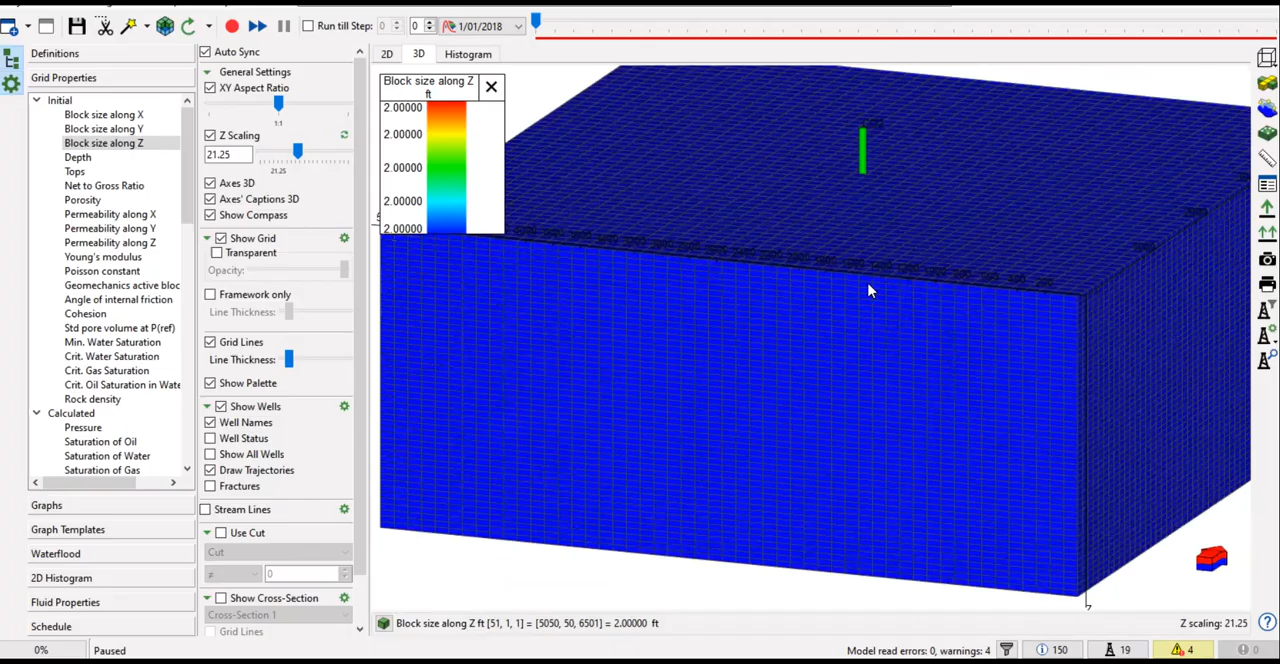 Run till Step: 0 0 1/01/2018
Definitions
Grid Properties
Initial
Block size along X
Block size along Y
Block size along Z
Depth
Tops
Net to Gross Ratio
Porosity
Permeability along X
Permeability along Y
Permeability along Z
Young's modulus
Poisson constant
Geomechanics active bloc
Angle of internal friction
Cohesion
Std pore volume at P(ref)
Min. Water Saturation
Crit. Water Saturation
Crit. Gas Saturation
Crit. Oil Saturation in Wate
Rock density
Calculated
Pressure
Saturation of Oil
Saturation of Water
Saturation of Gas
Graphs
Graph Templates
Waterflood
2D Histogram
Fluid Properties
Schedule
Auto Sync
General Settings
XY Aspect Ratio
1:1
Z Scaling
21.25
21.25
Axes 3D
Axes' Captions 3D
Show Compass
Show Grid
Transparent
Opacity:
Framework only
Line Thickness:
Grid Lines
Line Thickness:
Show Palette
Show Wells
Well Names
Well Status
Show All Wells
Draw Trajectories
Fractures
Stream Lines
Use Cut
Cut
≠ 0
Show Cross-Section
Cross-Section 1
Grid Lines
2D 3D Histogram
Block size along Z
ft
2.00000
2.00000
2.00000
2.00000
2.00000
Block size along Z ft [51, 1, 1] = [5050, 50, 6501] = 2.00000 ft
Z scaling: 21.25
0% Paused
Model read errors: 0, warnings: 4 150 19 4 0